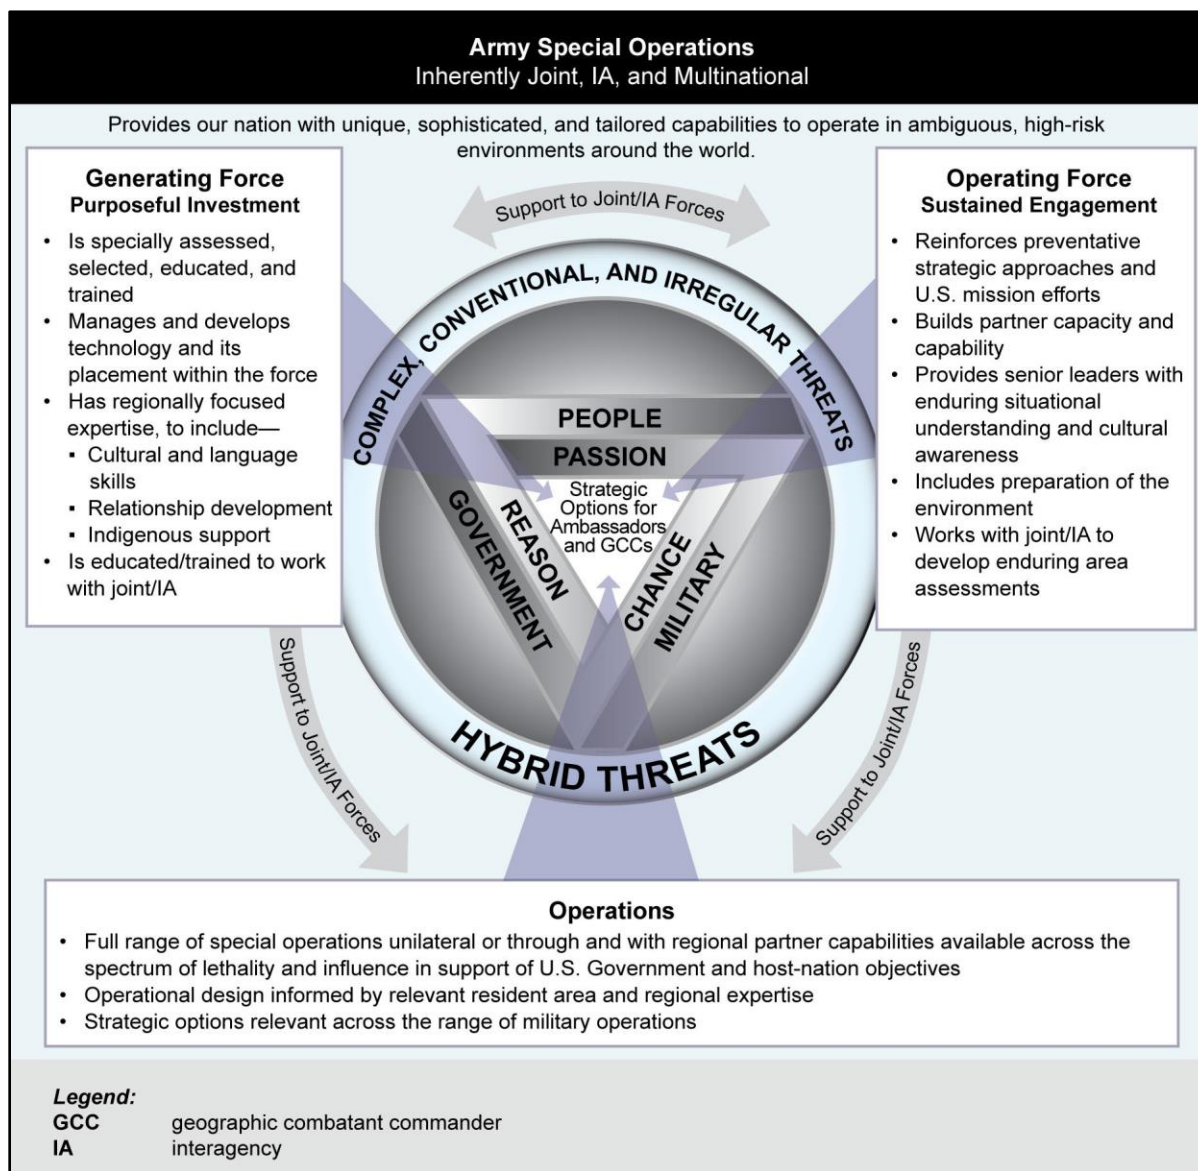 Army Special Operations
Inherently Joint, IA, and Multinational
Provides our nation with unique, sophisticated, and tailored capabilities to operate in ambiguous, high-risk
environments around the world.
Generating Force
Purposeful Investment
• Is specially assessed,
selected, educated, and
trained
• Manages and develops
technology and its
placement within the force
• Has regionally focused
expertise, to include—
▪ Cultural and language
skills
▪ Relationship development
▪ Indigenous support
• Is educated/trained to work
with joint/IA
Support to Joint/IA Forces
COMPLEX, CONVENTIONAL, AND IRREGULAR THREATS
PEOPLE
PASSION
GOVERNMENT
REASON
Strategic
Options for
Ambassadors
and GCCs
CHANCE
MILITARY
HYBRID THREATS
Operating Force
Sustained Engagement
• Reinforces preventative
strategic approaches and
U.S. mission efforts
• Builds partner capacity and
capability
• Provides senior leaders with
enduring situational
understanding and cultural
awareness
• Includes preparation of the
environment
• Works with joint/IA to
develop enduring area
assessments
Support to Joint/IA Forces
Support to Joint/IA Forces
Operations
• Full range of special operations unilateral or through and with regional partner capabilities available across the
spectrum of lethality and influence in support of U.S. Government and host-nation objectives
• Operational design informed by relevant resident area and regional expertise
• Strategic options relevant across the range of military operations
Legend:
GCC geographic combatant commander
IA interagency